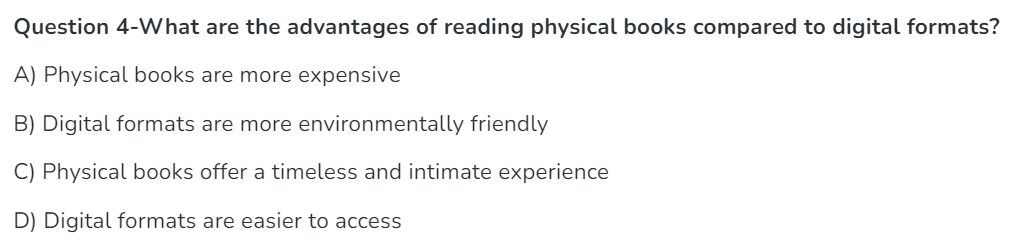 Question 4-What are the advantages of reading physical books compared to digital formats?
A) Physical books are more expensive
B) Digital formats are more environmentally friendly
C) Physical books offer a timeless and intimate experience
D) Digital formats are easier to access